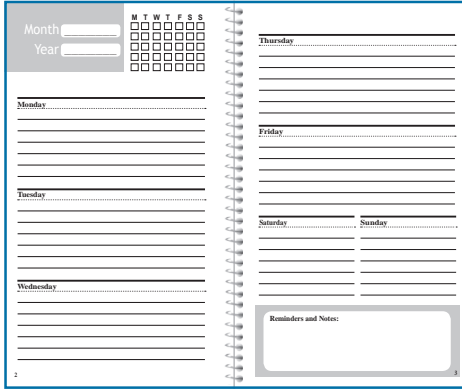 Month
Year
M T W T F S S
Monday
Tuesday
Wednesday
2
Thursday
Friday
Saturday
Sunday
Reminders and Notes:
3